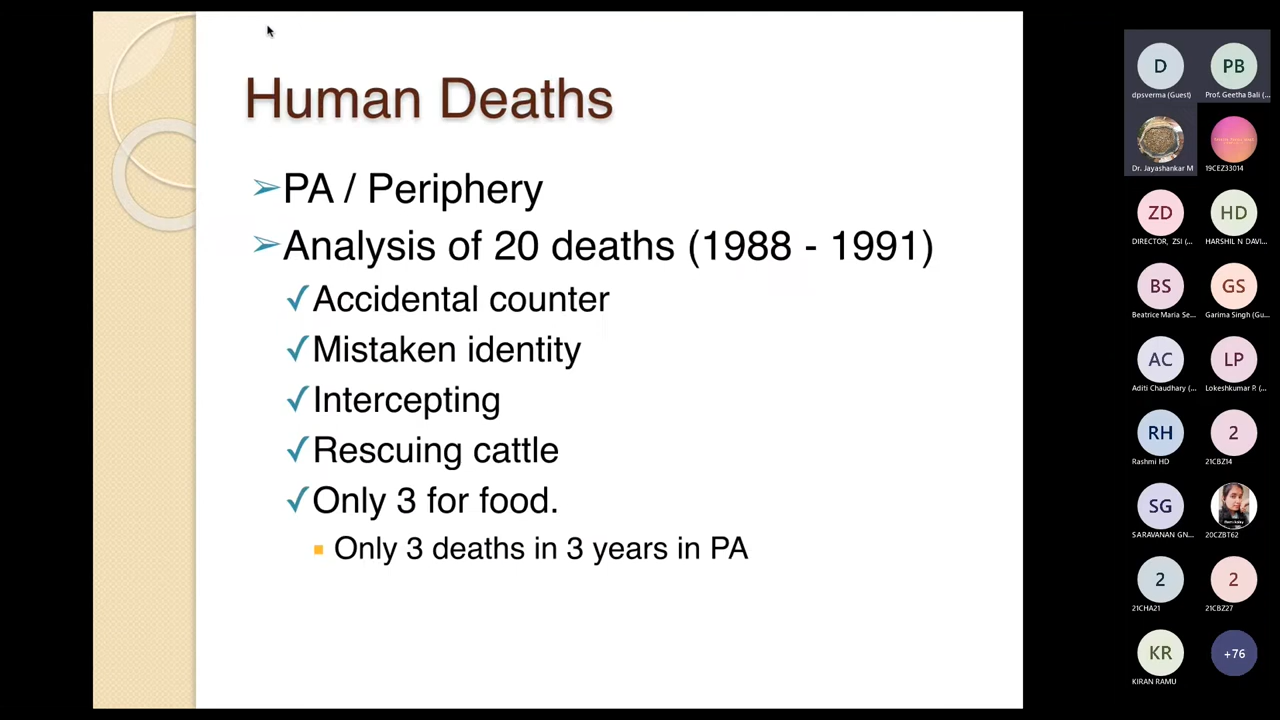 Human Deaths
➢PA / Periphery
➢Analysis of 20 deaths (1988 - 1991)
✓Accidental counter
✓Mistaken identity
✓Intercepting
✓Rescuing cattle
✓Only 3 for food.
▪ Only 3 deaths in 3 years in PA
D PB
dpsverma (Guest) Prof. Geetha Bali (...
Dr. Jayashankar M 19CEZ33014
ZD HD
DIRECTOR, ZSI (... HARSHIL N DAVI...
BS GS
Beatrice Maria Se... Garima Singh (Gu...
AC LP
Aditi Chaudhary (... Lokeshkumar P. (...
RH 2
Rashmi HD 21CBZ14
SG
SARAVANAN GN... 20CZBT62
2 2
21CHA21 21CBZ27
KR +76
KIRAN RAMU